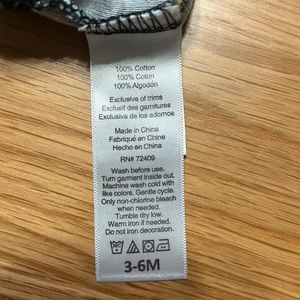 100% Cotton
100% Coton
100% Algodón
Exclusive of trims
Exclusif des garnitures
Exclusiva de los adornos
Made in China
Fabriqué en Chine
Hecho en China
RN# 72409
Wash before use.
Turn garment inside out.
Machine wash cold with
like colors. Gentle cycle.
Only non-chlorine bleach
when needed.
Tumble dry low.
Warm iron if needed.
Do not iron decoration.
3-6M